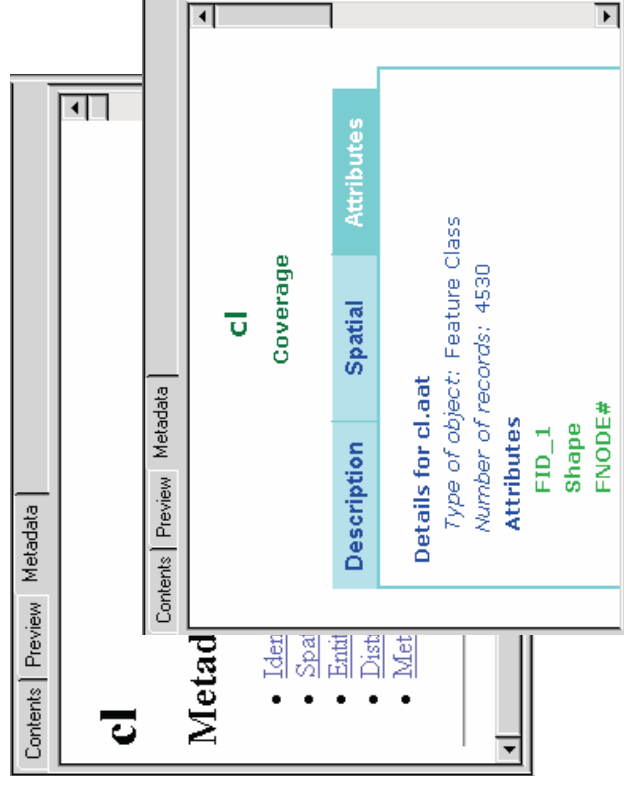 Contents Preview Metadata
cl
Metad
Iden
Spat
Entit
Dist
Met
Contents Preview Metadata
cl
Coverage
Description Spatial Attributes
Details for cl.aat
Type of object: Feature Class
Number of records: 4530
Attributes
FID_1
Shape
FNODE#